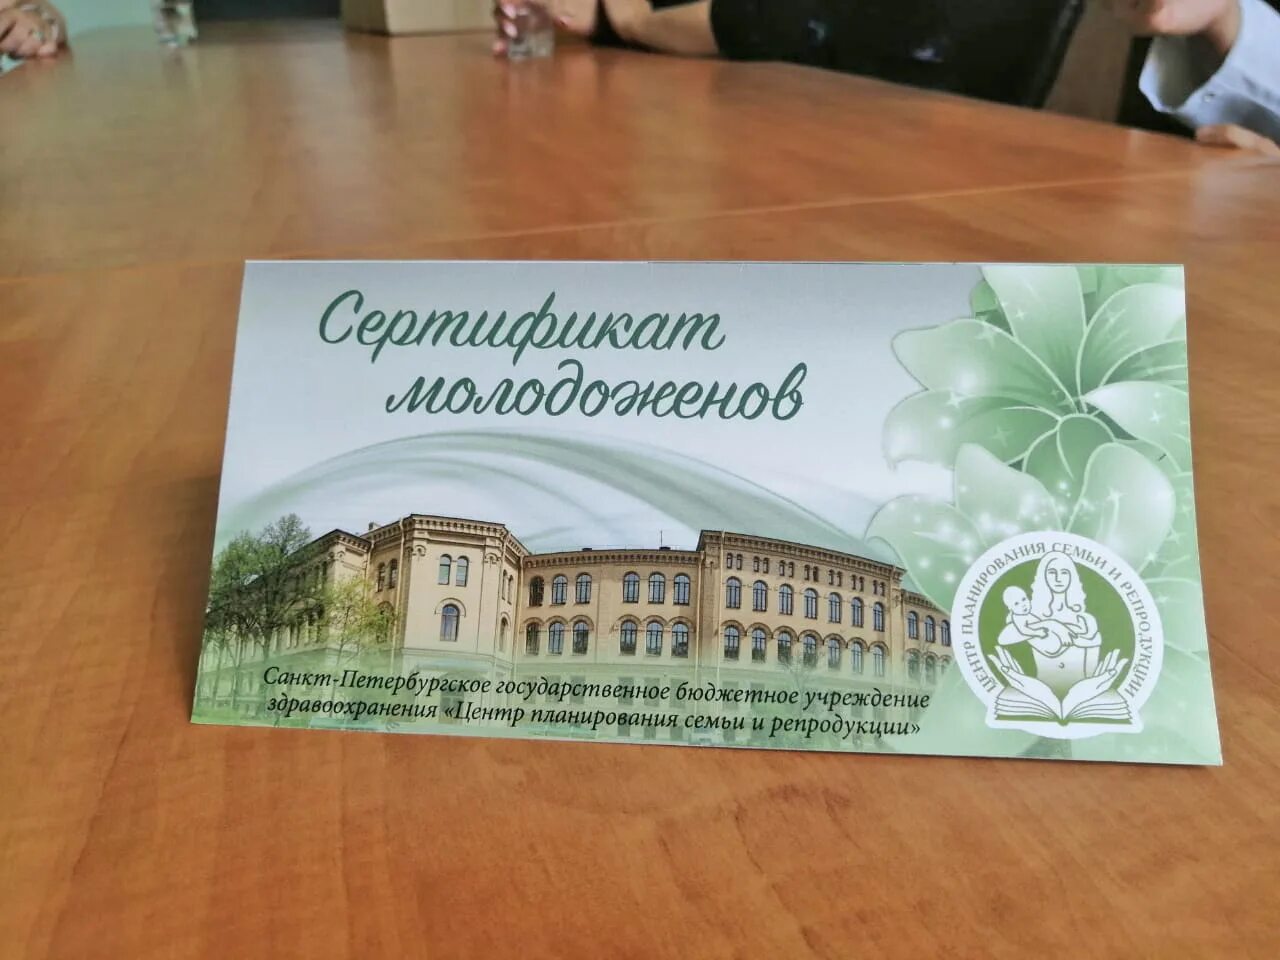 Сертификат
молодоженов
Санкт-Петербургское государственное бюджетное учреждение
здравоохранения «Центр планирования семьи и репродукции»
ЦЕНТР ПЛАНИРОВАНИЯ СЕМЬИ И РЕПРОДУКЦИИ